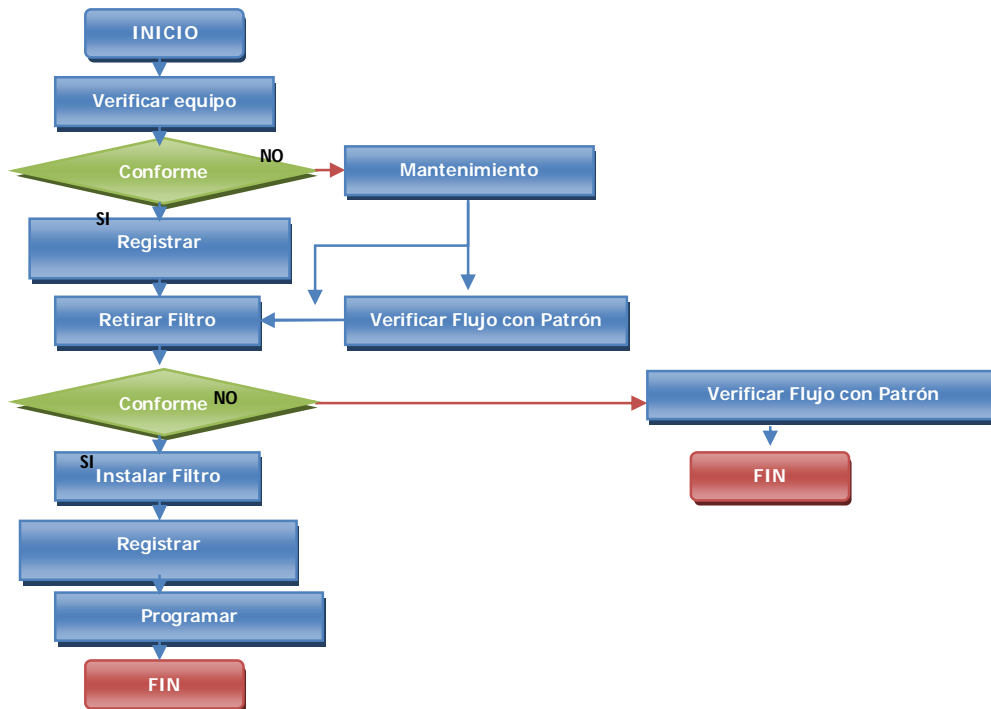 INICIO
Verificar equipo
Conforme
NO
Mantenimiento
SI
Registrar
Retirar Filtro
Verificar Flujo con Patrón
Conforme
NO
Verificar Flujo con Patrón
SI
Instalar Filtro
FIN
Registrar
Programar
FIN